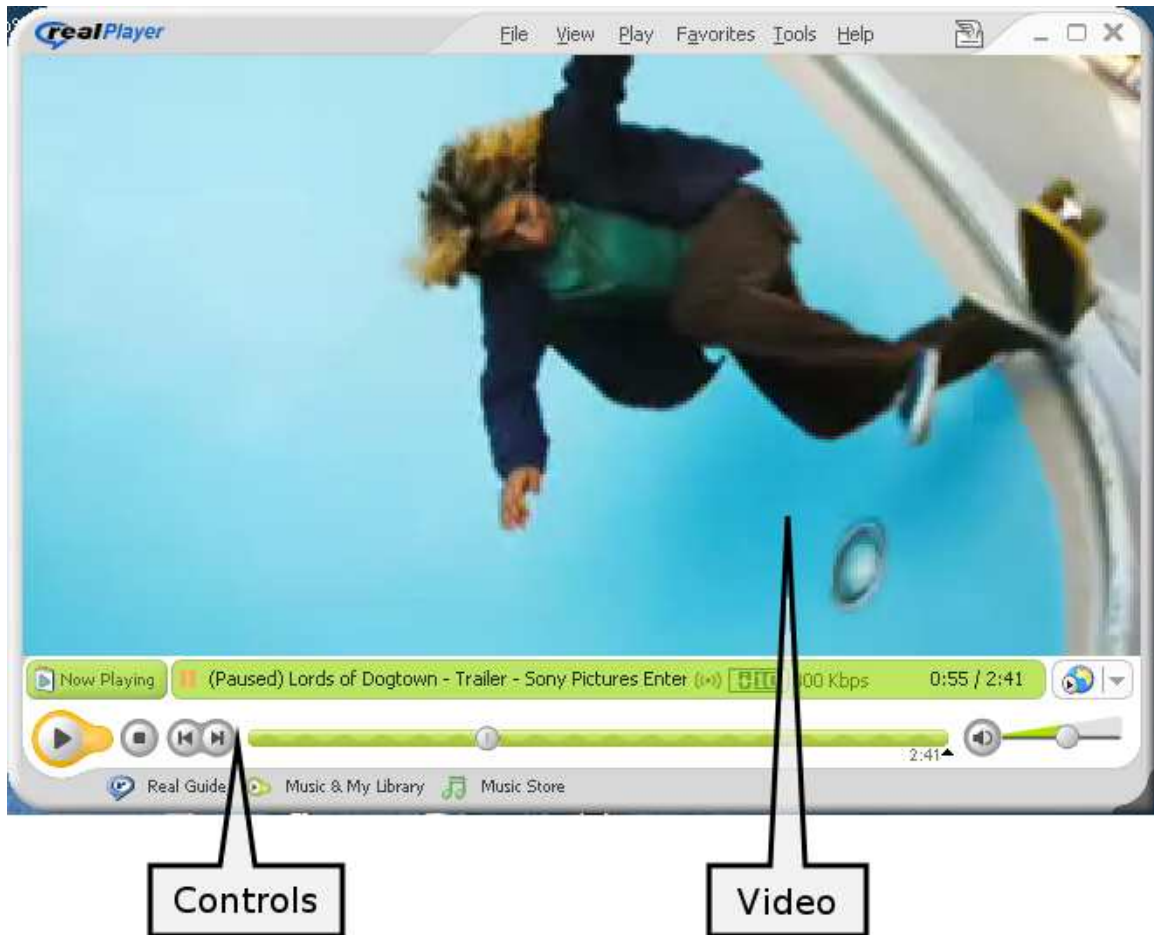 realPlayer File View Play Favorites Tools Help
Now Playing (Paused) Lords of Dogtown - Trailer - Sony Pictures Enter Kbps 0:55 / 2:41
2:41
Real Guide Music & My Library Music Store
Controls Video